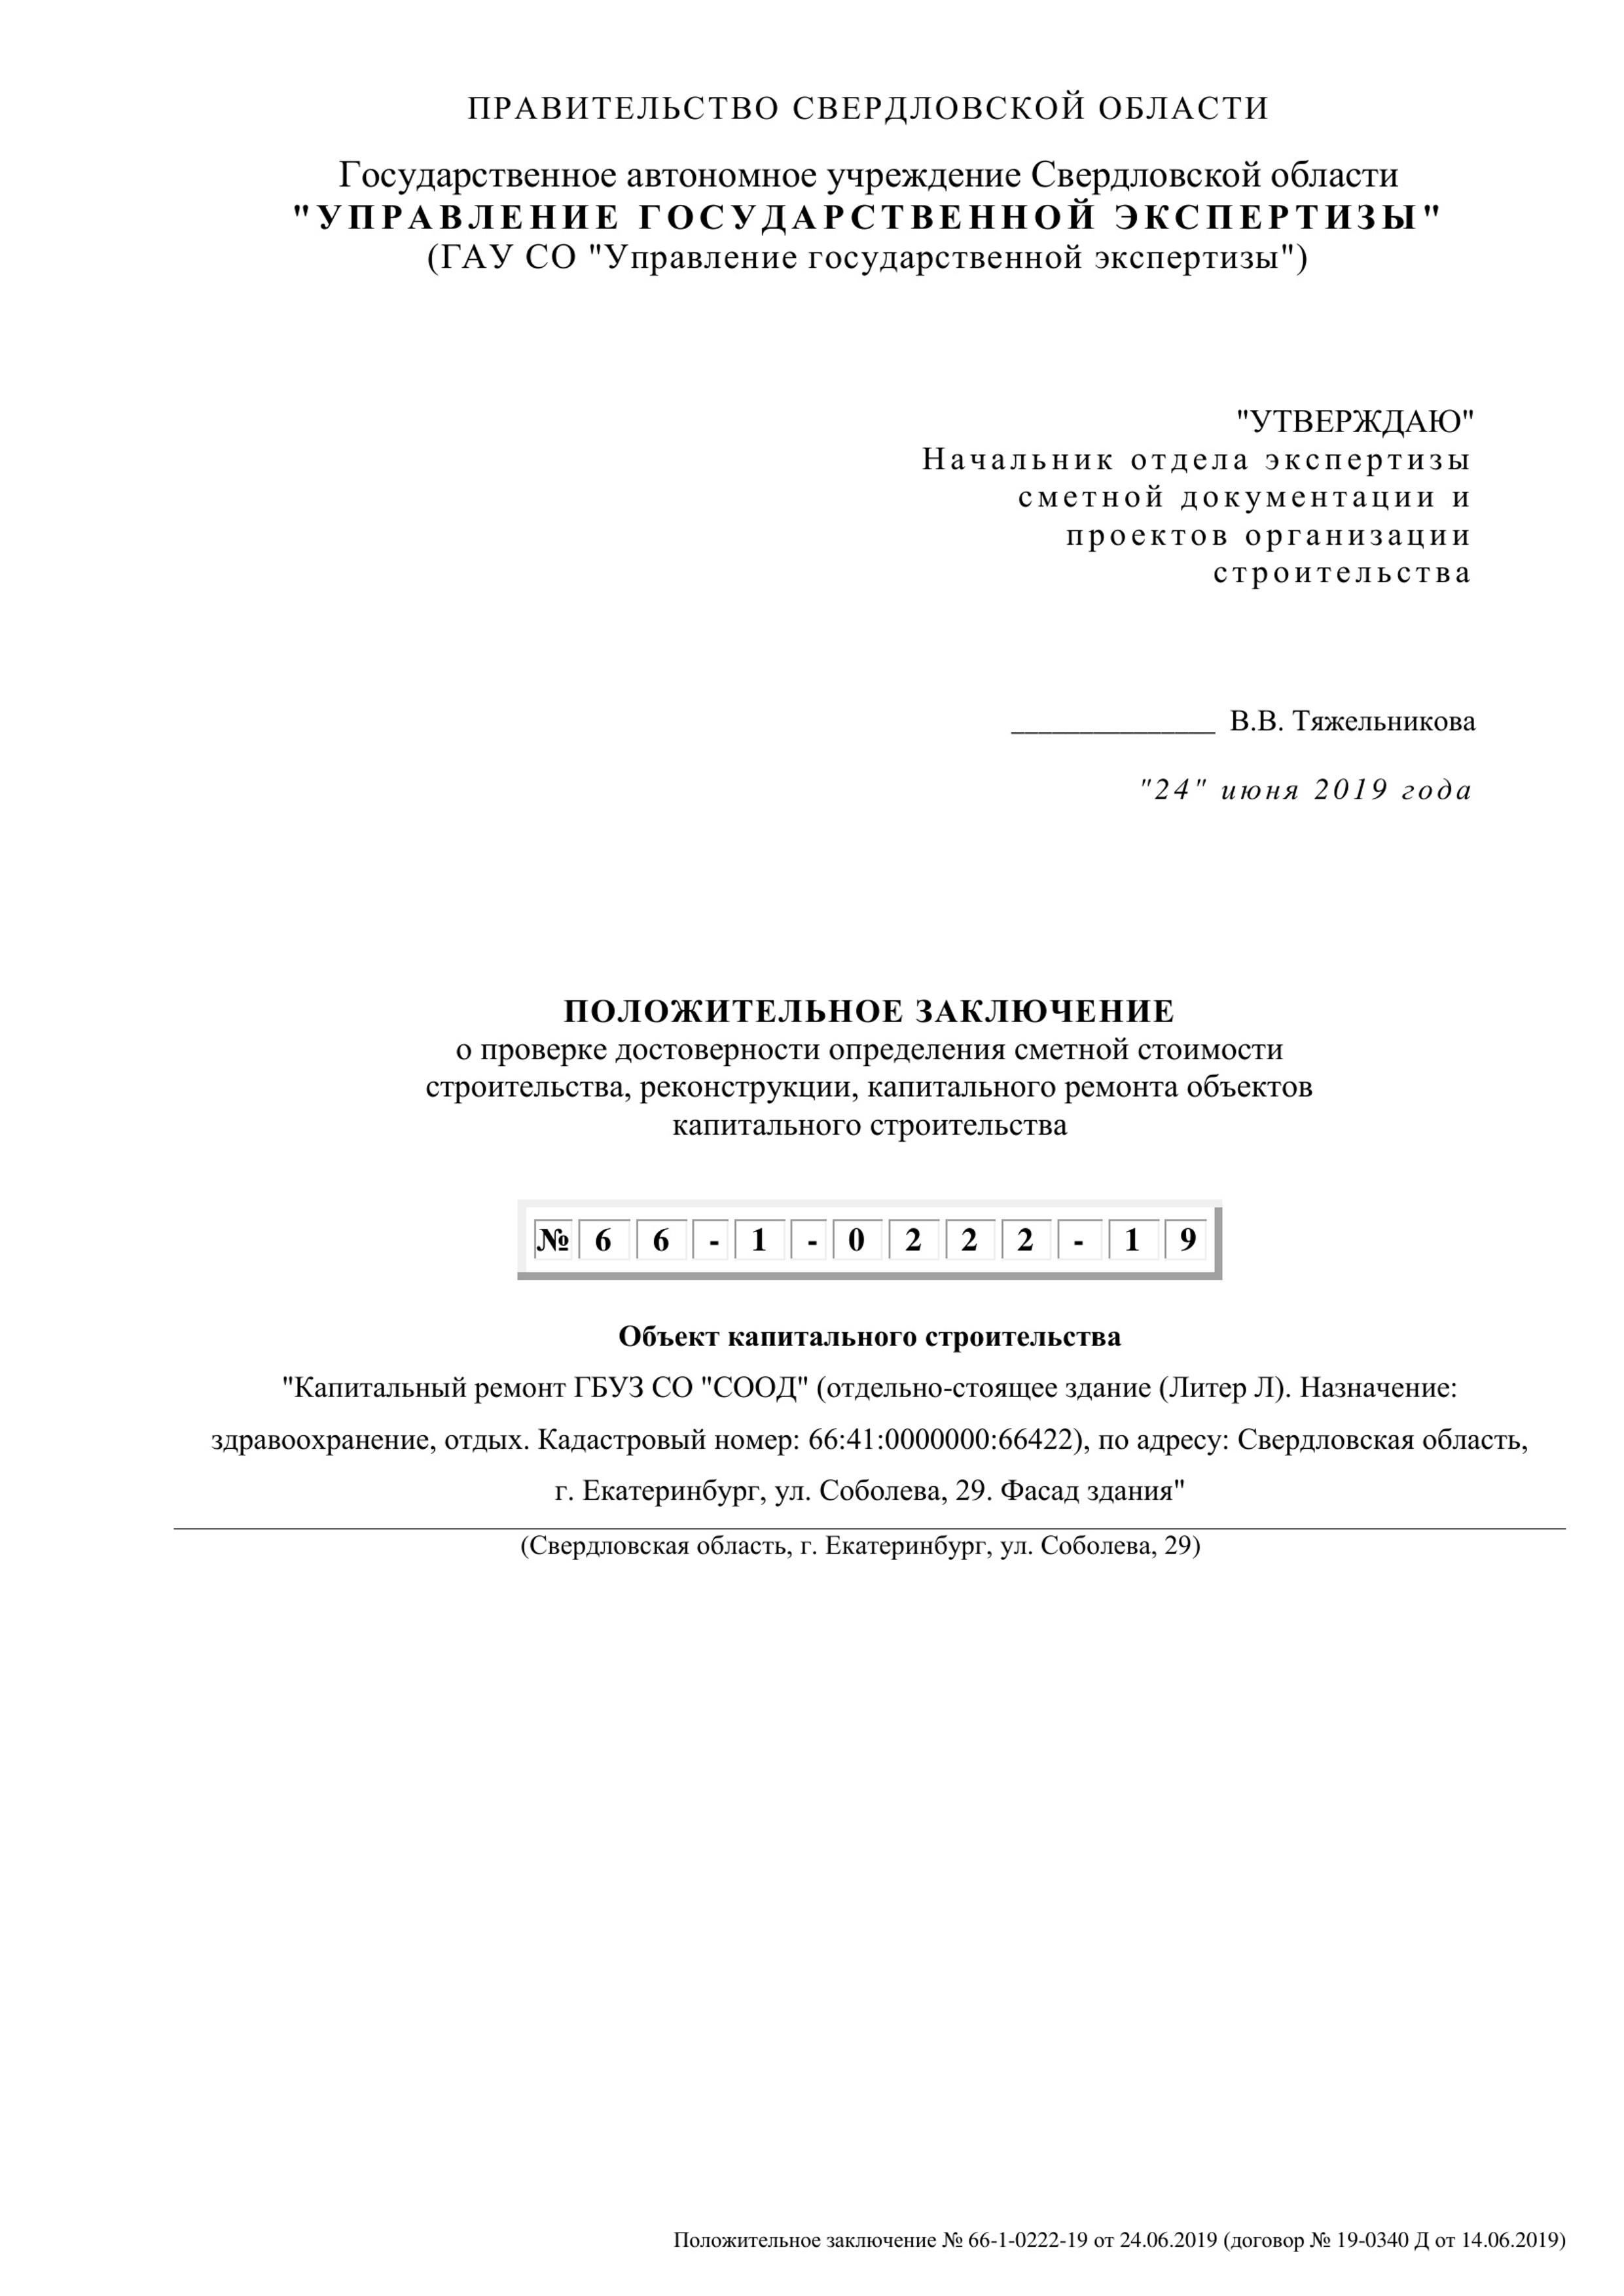 ПРАВИТЕЛЬСТВО СВЕРДЛОВСКОЙ ОБЛАСТИ
Государственное автономное учреждение Свердловской области
"УПРАВЛЕНИЕ ГОСУДАРСТВЕННОЙ ЭКСПЕРТИЗЫ"
(ГАУ СО "Управление государственной экспертизы")
"УТВЕРЖДАЮ"
Начальник отдела экспертизы
сметной документации и
проектов организации
строительства
_______________ В.В. Тяжельникова
"24" июня 2019 года
ПОЛОЖИТЕЛЬНОЕ ЗАКЛЮЧЕНИЕ
о проверке достоверности определения сметной стоимости
строительства, реконструкции, капитального ремонта объектов
капитального строительства
№ 6 6 - 1 - 0 2 2 2 - 1 9
Объект капитального строительства
"Капитальный ремонт ГБУЗ СО "СООД" (отдельно-стоящее здание (Литер Л). Назначение:
здравоохранение, отдых. Кадастровый номер: 66:41:0000000:66422), по адресу: Свердловская область,
г. Екатеринбург, ул. Соболева, 29. Фасад здания"
(Свердловская область, г. Екатеринбург, ул. Соболева, 29)
Положительное заключение № 66-1-0222-19 от 24.06.2019 (договор № 19-0340 Д от 14.06.2019)